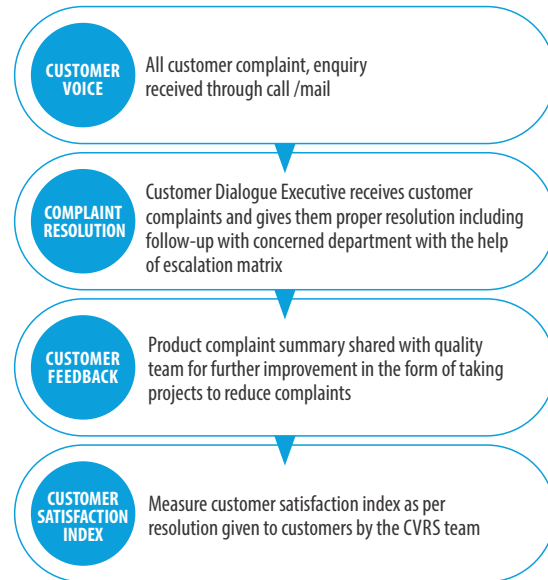 CUSTOMER
VOICE
All customer complaint, enquiry
received through call /mail
COMPLAINT
RESOLUTION
Customer Dialogue Executive receives customer
complaints and gives them proper resolution including
follow-up with concerned department with the help
of escalation matrix
CUSTOMER
FEEDBACK
Product complaint summary shared with quality
team for further improvement in the form of taking
projects to reduce complaints
CUSTOMER
SATISFACTION
INDEX
Measure customer satisfaction index as per
resolution given to customers by the CVRS team